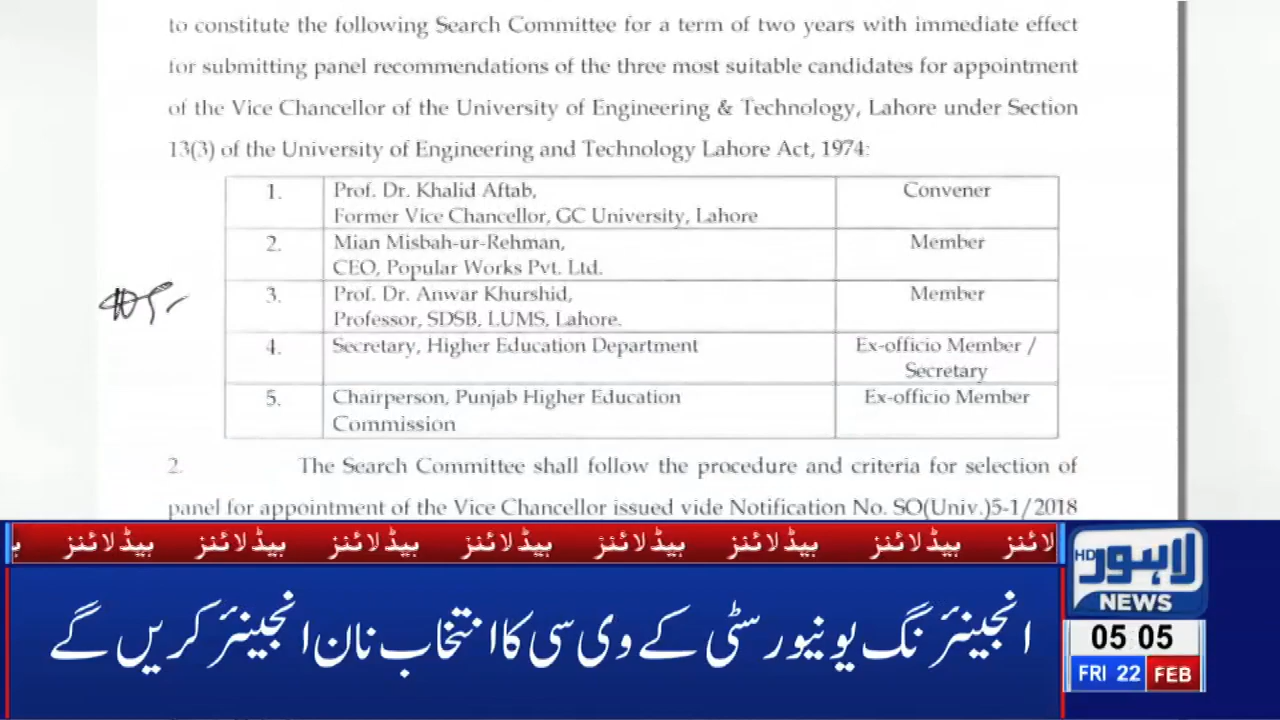 to constitute the following Search Committee for a term of two years with immediate effect
for submitting panel recommendations of the three most suitable candidates for appointment
of the Vice Chancellor of the University of Engineering & Technology, Lahore under Section
13(3) of the University of Engineering and Technology Lahore Act, 1974:
1. Prof. Dr. Khalid Aftab, Convener
Former Vice Chancellor, GC University, Lahore
2. Mian Misbah-ur-Rehman, Member
CEO, Popular Works Pvt. Ltd.
3. Prof. Dr. Anwar Khurshid, Member
Professor, SDSB, LUMS, Lahore.
4. Secretary, Higher Education Department Ex-officio Member /
Secretary
5. Chairperson, Punjab Higher Education Ex-officio Member
Commission
2. The Search Committee shall follow the procedure and criteria for selection of
panel for appointment of the Vice Chancellor issued vide Notification No. SO(Univ.)5-1/2018
لائنز ہیڈلائنز ہیڈلائنز ہیڈلائنز ہیڈلائنز ہیڈلائنز ہیڈلائنز ہیڈلائنز
انجینئرنگ یونیورسٹی کے وی سی کا انتخاب نان انجینئر کریں گے
لاہور HD
NEWS
05 05
FRI 22 FEB